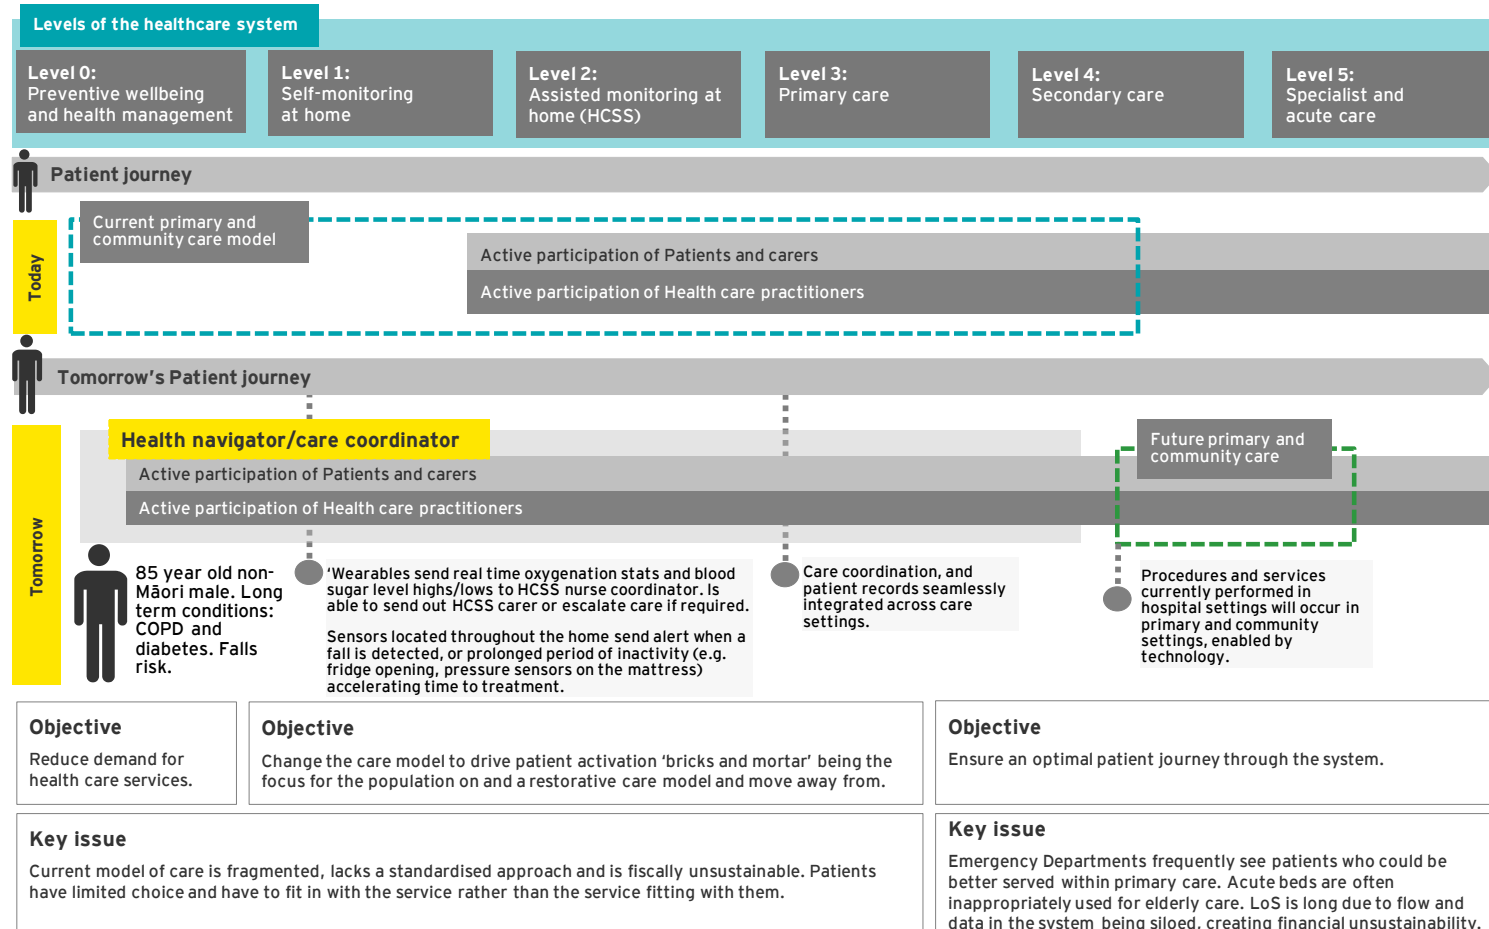 Levels of the healthcare system
Level 0:
Preventive wellbeing
and health management
Level 1:
Self-monitoring
at home
Level 2:
Assisted monitoring at
home (HCSS)
Level 3:
Primary care
Level 4:
Secondary care
Level 5:
Specialist and
acute care
Patient journey
Today
Current primary and
community care model
Active participation of Patients and carers
Active participation of Health care practitioners
Tomorrow's Patient journey
Tomorrow
Health navigator/care coordinator
Active participation of Patients and carers
Active participation of Health care practitioners
Future primary and
community care
85 year old non-
Māori male. Long
term conditions:
COPD and
diabetes. Falls
risk.
‘Wearables send real time oxygenation stats and blood
sugar level highs/lows to HCSS nurse coordinator. Is
able to send out HCSS carer or escalate care if required.
Sensors located throughout the home send alert when a
fall is detected, or prolonged period of inactivity (e.g.
fridge opening, pressure sensors on the mattress)
accelerating time to treatment.
Care coordination, and
patient records seamlessly
integrated across care
settings.
Procedures and services
currently performed in
hospital settings will occur in
primary and community
settings, enabled by
technology.
Objective
Reduce demand for
health care services.
Objective
Change the care model to drive patient activation ‘bricks and mortar’ being the
focus for the population on and a restorative care model and move away from.
Objective
Ensure an optimal patient journey through the system.
Key issue
Current model of care is fragmented, lacks a standardised approach and is fiscally unsustainable. Patients
have limited choice and have to fit in with the service rather than the service fitting with them.
Key issue
Emergency Departments frequently see patients who could be
better served within primary care. Acute beds are often
inappropriately used for elderly care. LoS is long due to flow and
data in the system being siloed, creating financial unsustainability.